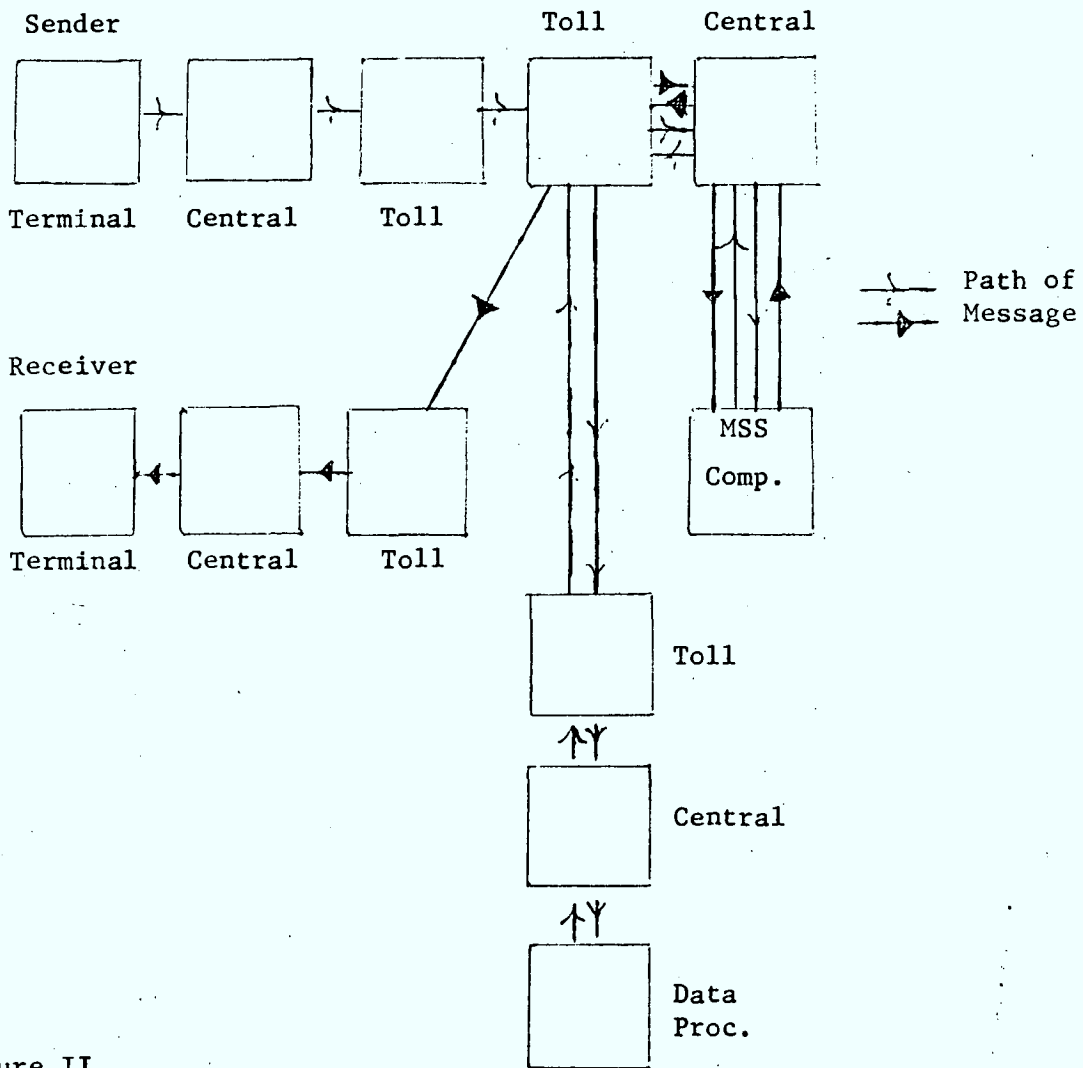 Sender
Toll
Central
Terminal
Central
Toll
Path of
Message
Receiver
MSS
Comp.
Terminal
Central
Toll
Toll
Central
Data
Proc.
ure II